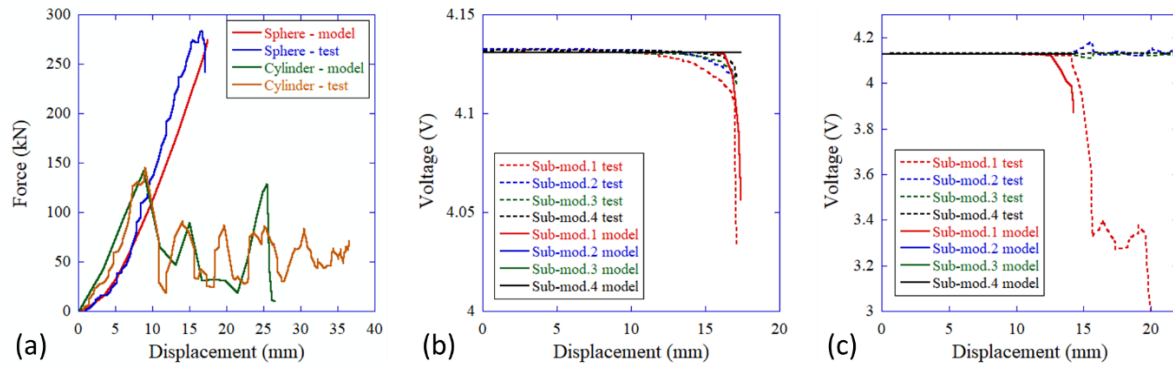 300
250
200
150
100
50
0
Force (kN)
Sphere - model
Sphere - test
Cylinder - model
Cylinder - test
0 5 10 15 20 25 30 35 40
(a)
Displacement (mm)
4.15
4.1
4.05
4
Voltage (V)
Sub-mod.1 test
Sub-mod.2 test
Sub-mod.3 test
Sub-mod.4 test
Sub-mod.1 model
Sub-mod.2 model
Sub-mod.3 model
Sub-mod.4 model
0 5 10 15 20
(b)
Displacement (mm)
4.2
4
3.8
3.6
3.4
3.2
3
Voltage (V)
Sub-mod.1 test
Sub-mod.2 test
Sub-mod.3 test
Sub-mod.4 test
Sub-mod.1 model
Sub-mod.2 model
Sub-mod.3 model
Sub-mod.4 model
0 5 10 15 20
(c)
Displacement (mm)